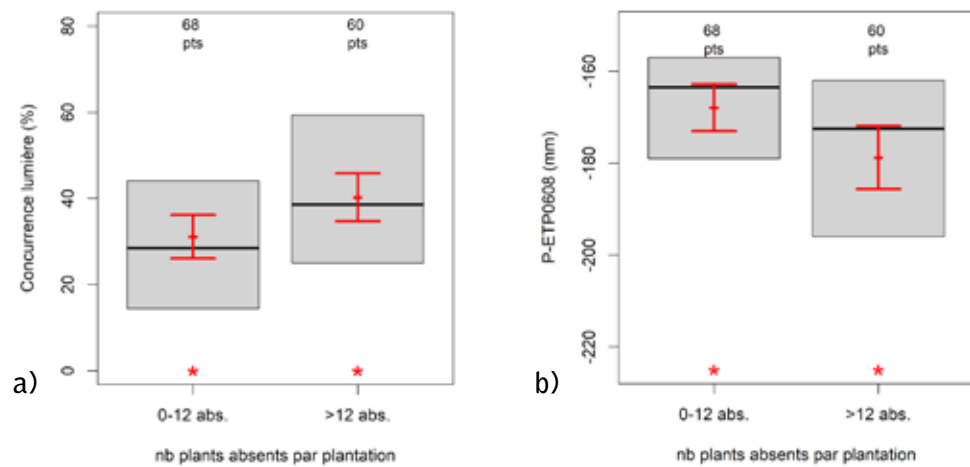 80
60
40
20
0
Concurrence lumière (%)
68
pts
60
pts
*
*
0-12 abs.
>12 abs.
nb plants absents par plantation
a)
-160
-180
-200
-220
P-ETP0608 (mm)
68
pts
60
pts
*
*
0-12 abs.
>12 abs.
nb plants absents par plantation
b)